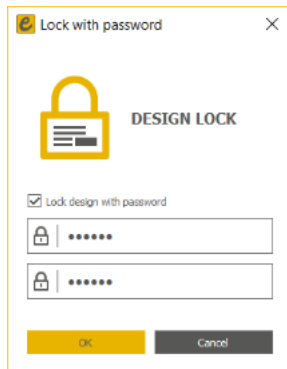 Lock with password
DESIGN LOCK
Lock design with password
••••••
••••••
OK
Cancel